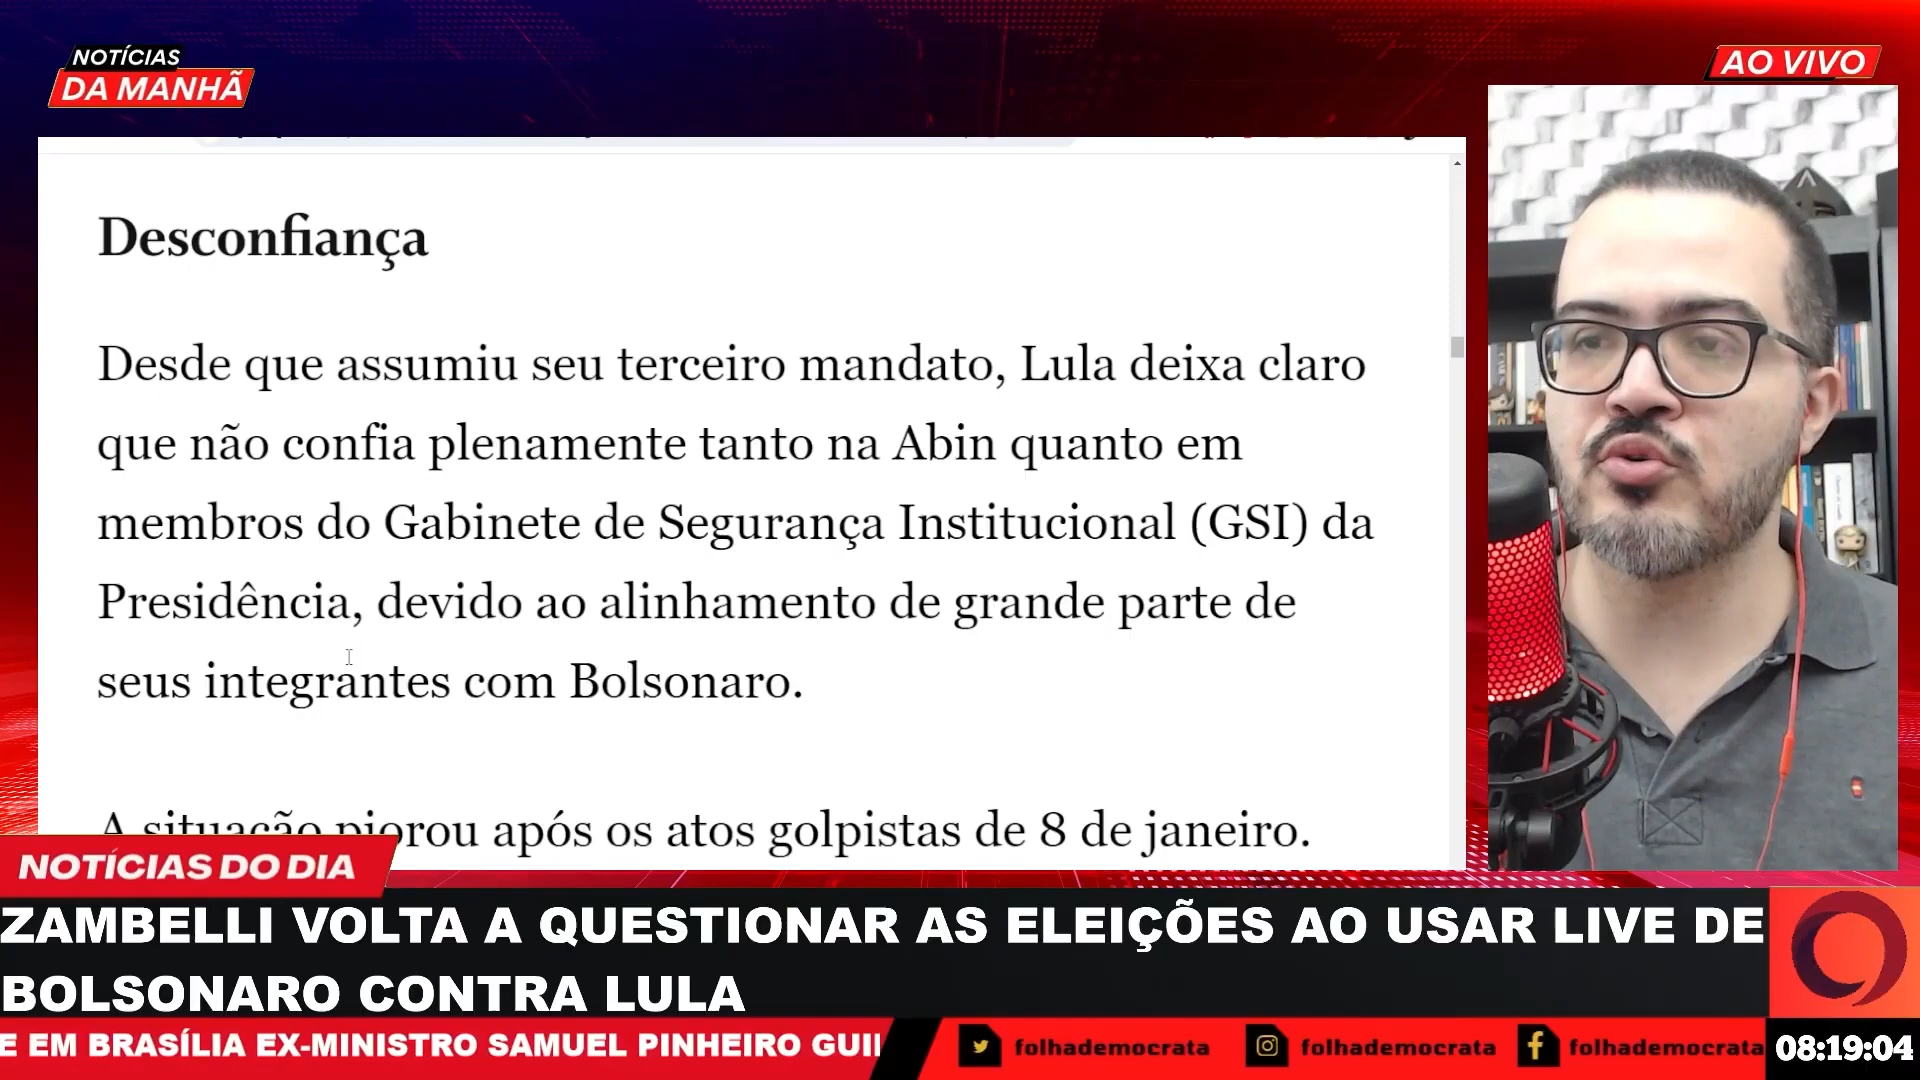 NOTÍCIAS
DA MANHÃ
AO VIVO
Desconfiança
Desde que assumiu seu terceiro mandato, Lula deixa claro
que não confia plenamente tanto na Abin quanto em
membros do Gabinete de Segurança Institucional (GSI) da
Presidência, devido ao alinhamento de grande parte de
seus integrantes com Bolsonaro.
A situação piorou após os atos golpistas de 8 de janeiro.
NOTÍCIAS DO DIA
ZAMBELLI VOLTA A QUESTIONAR AS ELEIÇÕES AO USAR LIVE DE
BOLSONARO CONTRA LULA
E EM BRASÍLIA EX-MINISTRO SAMUEL PINHEIRO GUI
folhademocrata
folhademocrata
folhademocrata
08:19:04